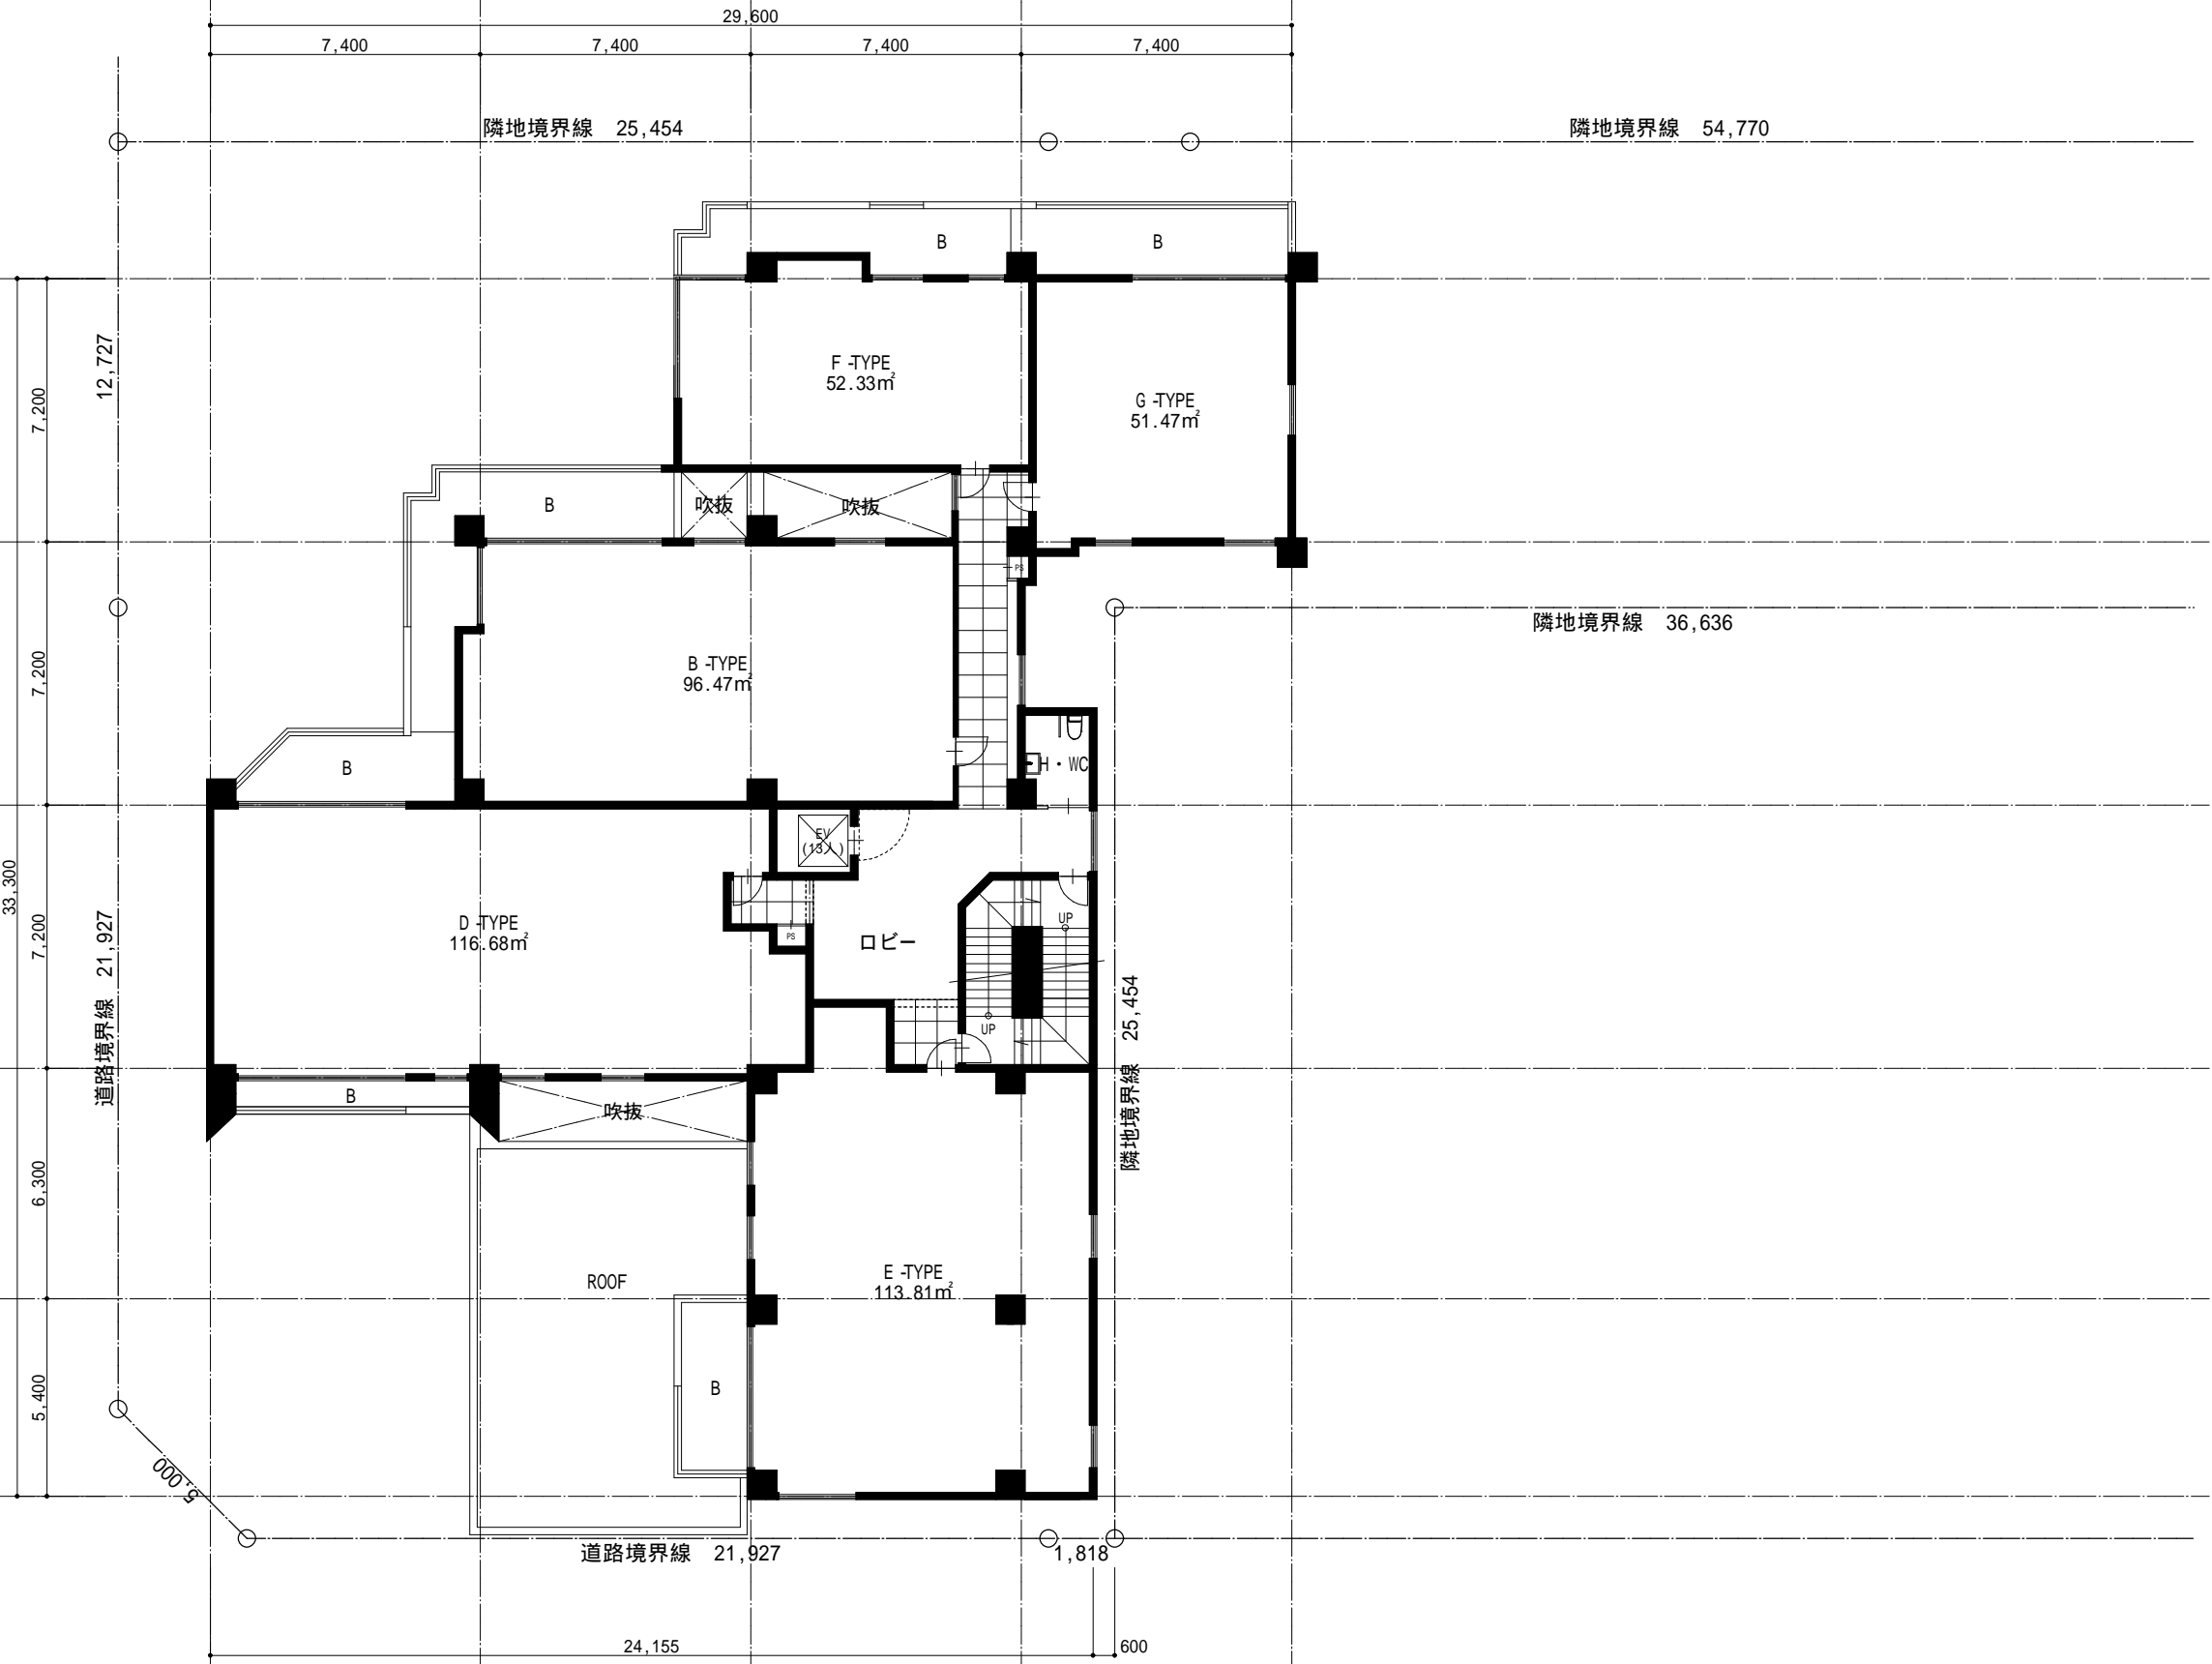 29,600
7,400
7,400
7,400
7,400
隣地境界線　25,454
隣地境界線　54,770
B
B
12,727
7,200
F -TYPE
52.33㎡
G -TYPE
51.47㎡
B
吹抜
吹抜
PS
隣地境界線　36,636
7,200
B -TYPE
96.47㎡
H・WC
B
EV
(13人)
33,300
7,200
道路境界線　21,927
D -TYPE
116.68㎡
PS
ロビー
UP
UP
隣地境界線　25,454
B
吹抜
6,300
ROOF
E -TYPE
113.81㎡
5,400
B
5,000
道路境界線　21,927
1,818
24,155
600